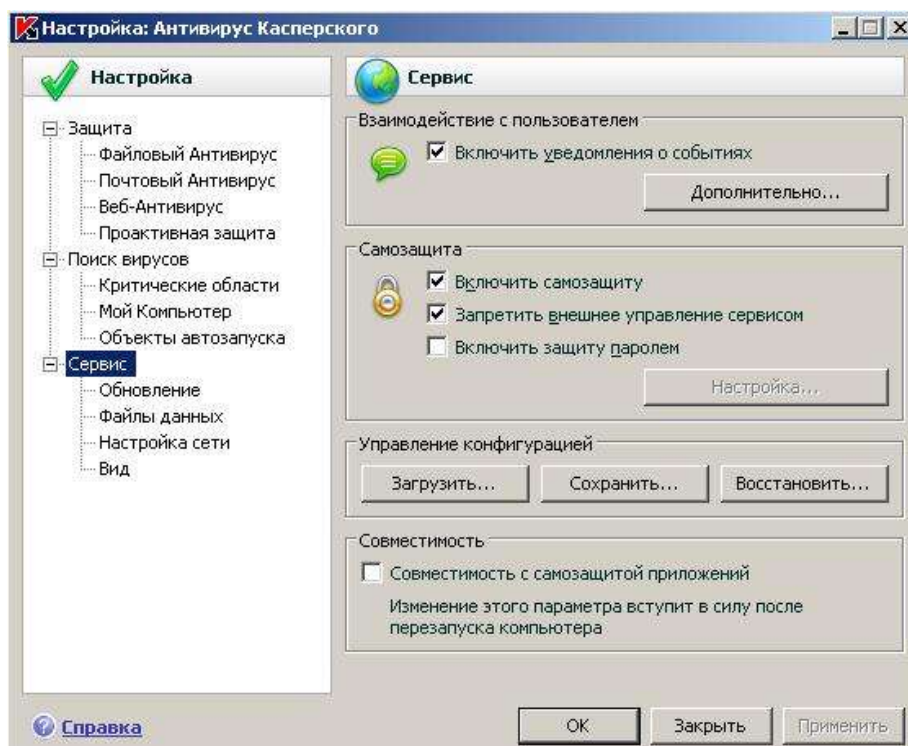 Настройка: Антивирус Касперского
Настройка
Защита
Файловый Антивирус
Почтовый Антивирус
Веб-Антивирус
Проактивная защита
Поиск вирусов
Критические области
Мой Компьютер
Объекты автозапуска
Сервис
Обновление
Файлы данных
Настройка сети
Вид
Сервис
Взаимодействие с пользователем
Включить уведомления о событиях
Дополнительно...
Самозащита
Включить самозащиту
Запретить внешнее управление сервисом
Включить защиту паролем
Настройка...
Управление конфигурацией
Загрузить...
Сохранить...
Восстановить...
Совместимость
Совместимость с самозащитой приложений
Изменение этого параметра вступит в силу после
перезапуска компьютера
Справка
ОК
Закрыть
Применить